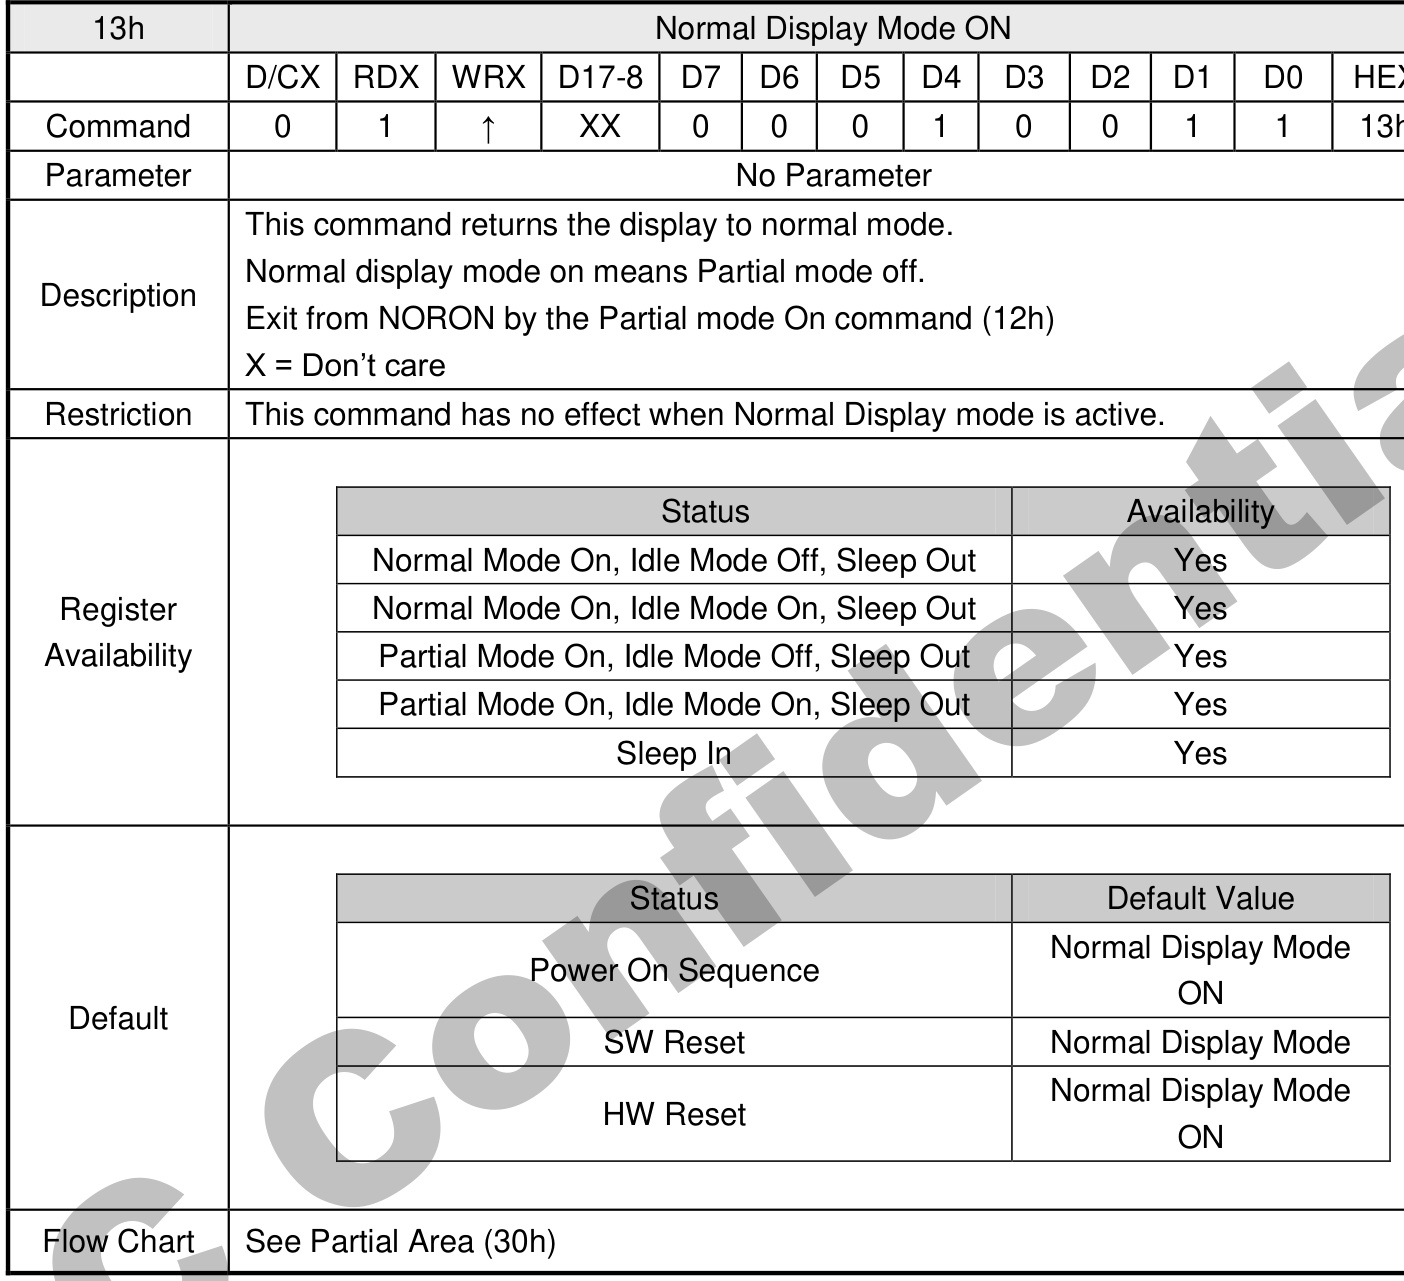 13h Normal Display Mode ON
D/CX RDX WRX D17-8 D7 D6 D5 D4 D3 D2 D1 D0 HEX
Command 0 1 ↑ XX 0 0 0 1 0 0 1 1 13h
Parameter No Parameter
Description
This command returns the display to normal mode.
Normal display mode on means Partial mode off.
Exit from NORON by the Partial mode On command (12h)
X = Don’t care
Restriction This command has no effect when Normal Display mode is active.
Register
Availability
Status Availability
Normal Mode On, Idle Mode Off, Sleep Out Yes
Normal Mode On, Idle Mode On, Sleep Out Yes
Partial Mode On, Idle Mode Off, Sleep Out Yes
Partial Mode On, Idle Mode On, Sleep Out Yes
Sleep In Yes
Default
Status Default Value
Power On Sequence Normal Display Mode
ON
SW Reset Normal Display Mode
HW Reset Normal Display Mode
ON
Flow Chart See Partial Area (30h)
C Confidentia